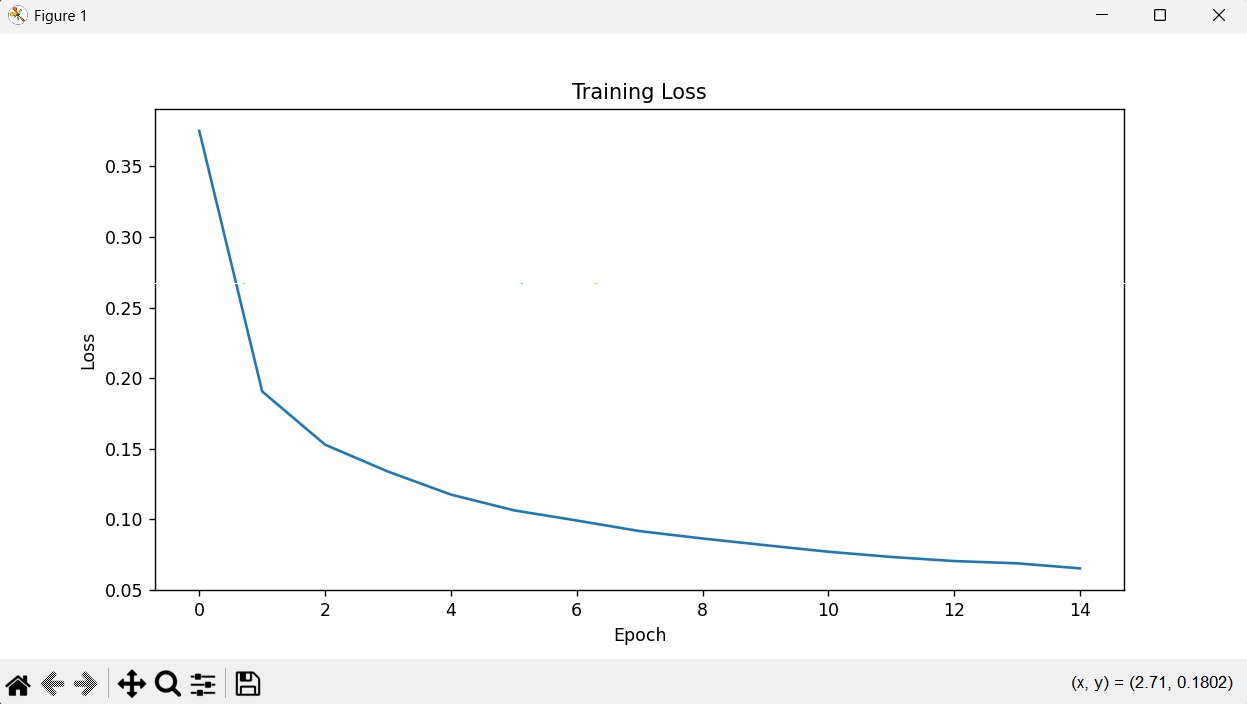 Figure 1
Training Loss
0.35
0.30
0.25
0.20
0.15
0.10
0.05
Loss
0 2 4 6 8 10 12 14
Epoch
(x, y) = (2.71, 0.1802)